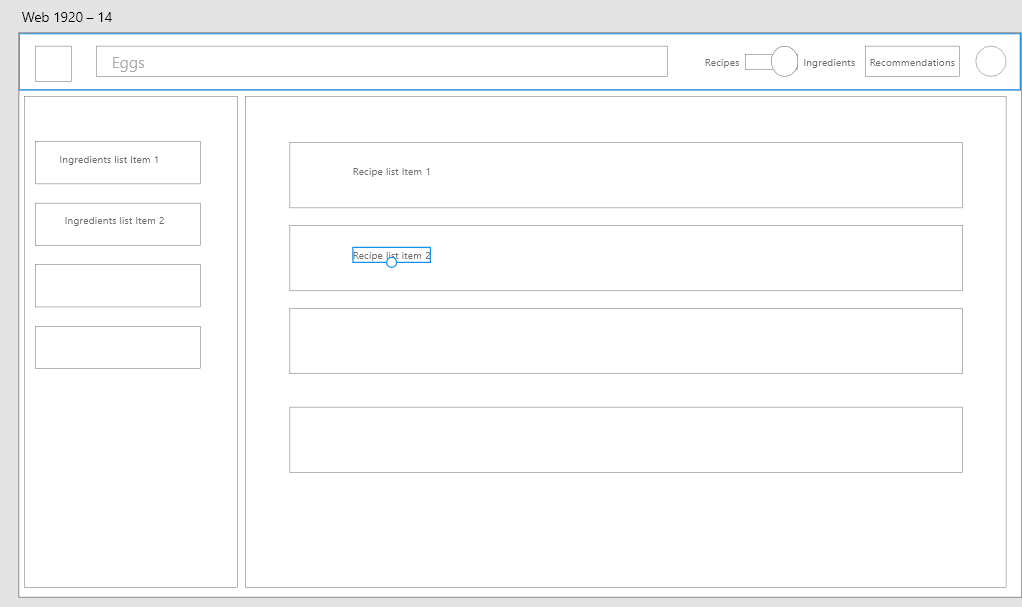 Web 1920 – 14
Eggs
Recipes
Ingredients
Recommendations
Ingredients list Item 1
Ingredients list Item 2
Recipe list Item 1
Recipe list item 2